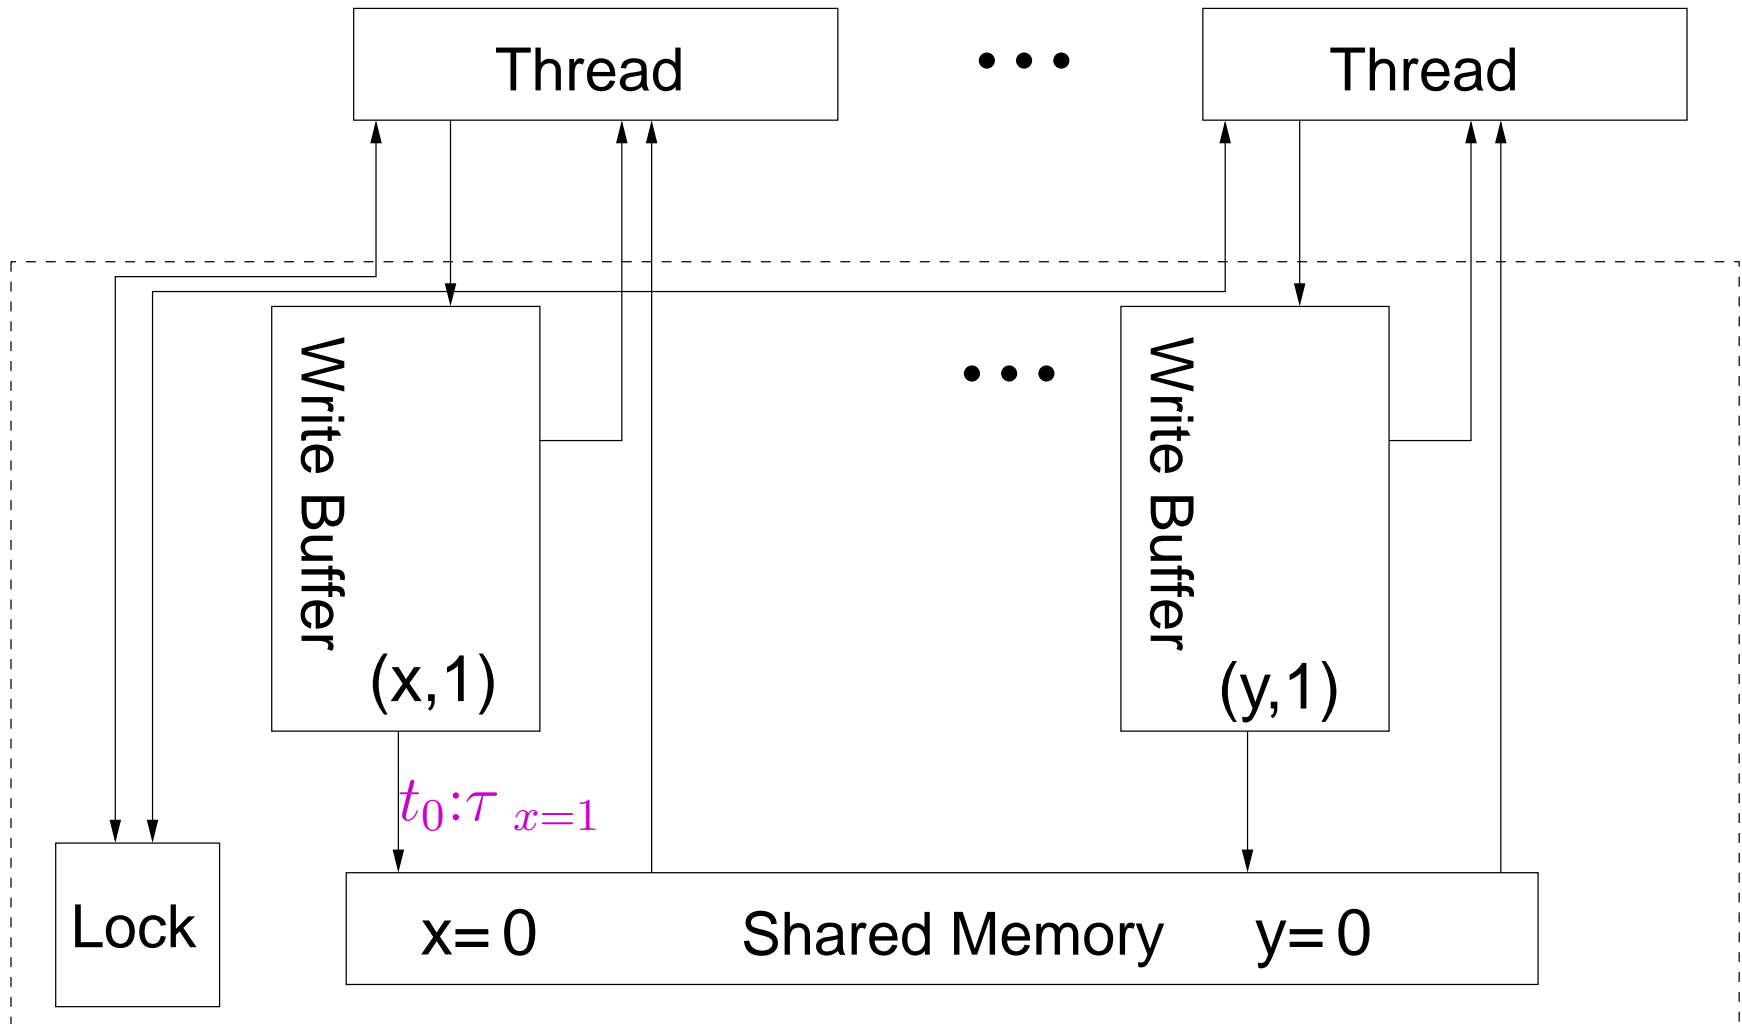 Thread
Thread
Write Buffer
Write Buffer
(x,1)
(y,1)
t₀:τ ₓ₌₁
Lock
x= 0
Shared Memory
y= 0